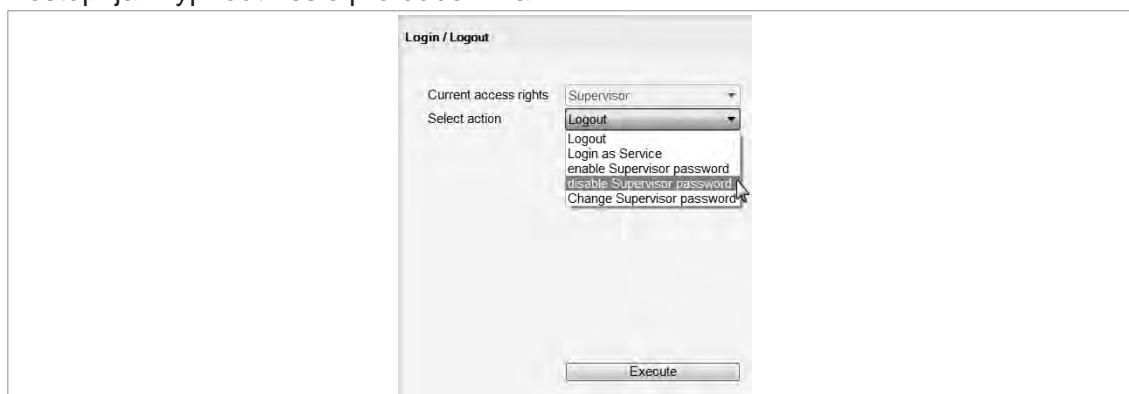 Login / Logout
Current access rights Supervisor
Select action Logout
Logout
Login as Service
enable Supervisor password
disable Supervisor password
Change Supervisor password
Execute